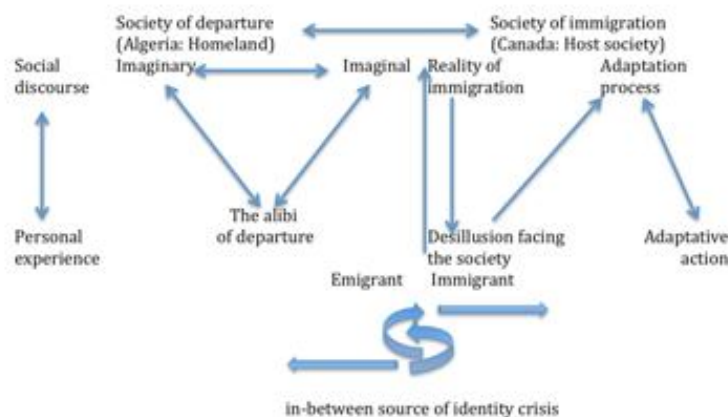 Society of departure
(Algeria: Homeland)
Society of immigration
(Canada: Host society)
Social
discourse
Imaginary
Imaginal
Reality of
immigration
Adaptation
process
Personal
experience
The alibi
of departure
Desillusion facing
the society
Adaptative
action
Emigrant
Immigrant
in-between source of identity crisis